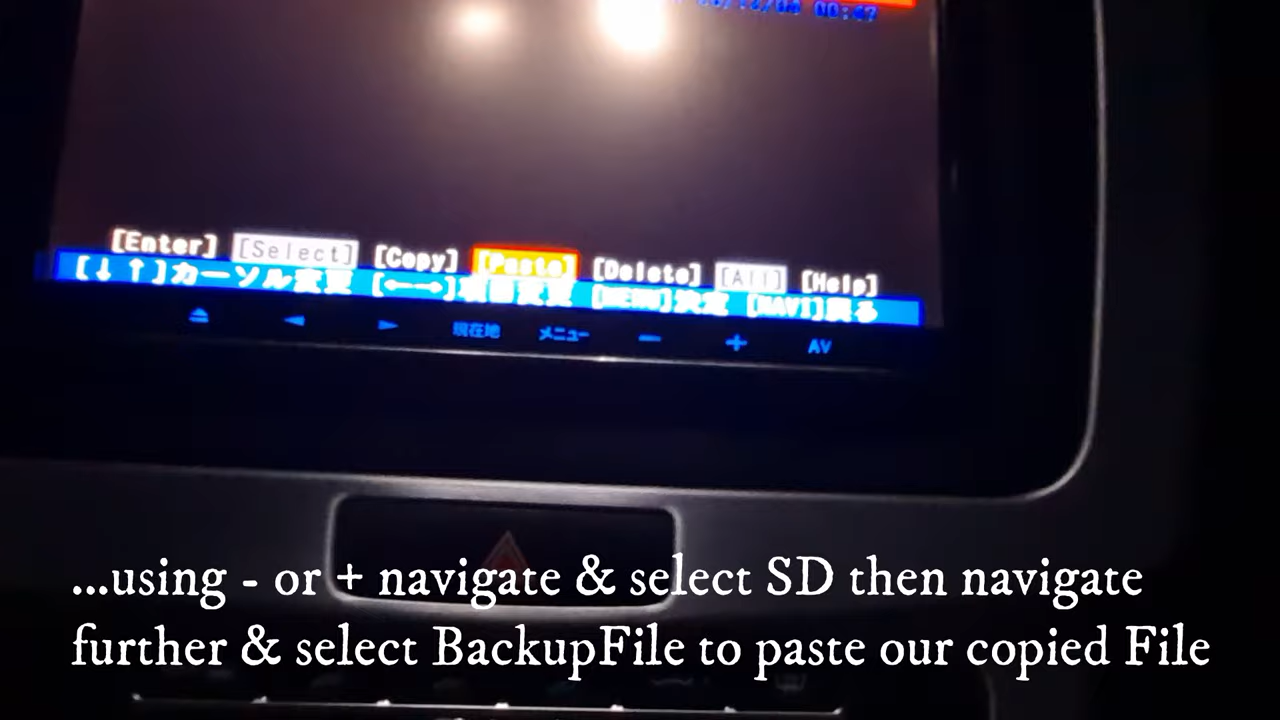 00:47
[Enter] [Select] [Copy] [Paste] [Delete] [All] [Help]
[↓ ↑]カーソル変更 [←→]項目変更 [MENU]決定 [NAVI]戻る
現在地 メニュー − + AV
...using - or + navigate & select SD then navigate
further & select BackupFile to paste our copied File